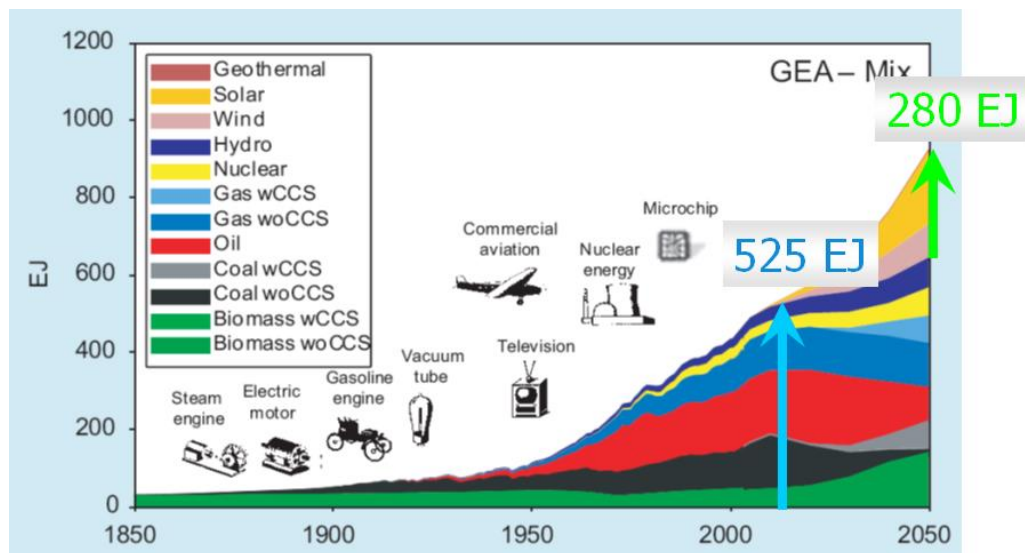 1200
1000
800
600
400
200
0
EJ
Geothermal
Solar
Wind
Hydro
Nuclear
Gas wCCS
Gas woCCS
Oil
Coal wCCS
Coal woCCS
Biomass wCCS
Biomass woCCS
GEA – Mix
280 EJ
525 EJ
Microchip
Commercial
aviation
Nuclear
energy
Television
Vacuum
tube
Gasoline
engine
Electric
motor
Steam
engine
1850
1900
1950
2000
2050